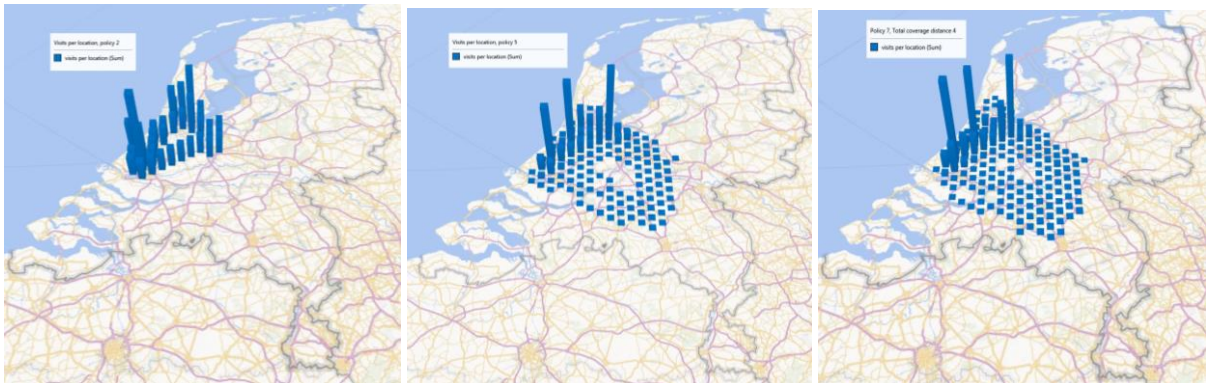 Visits per location, policy 2
visits per location (Sum)
Visits per location, policy 5
visits per location (Sum)
Policy 7, Total coverage distance 4
visits per location (Sum)